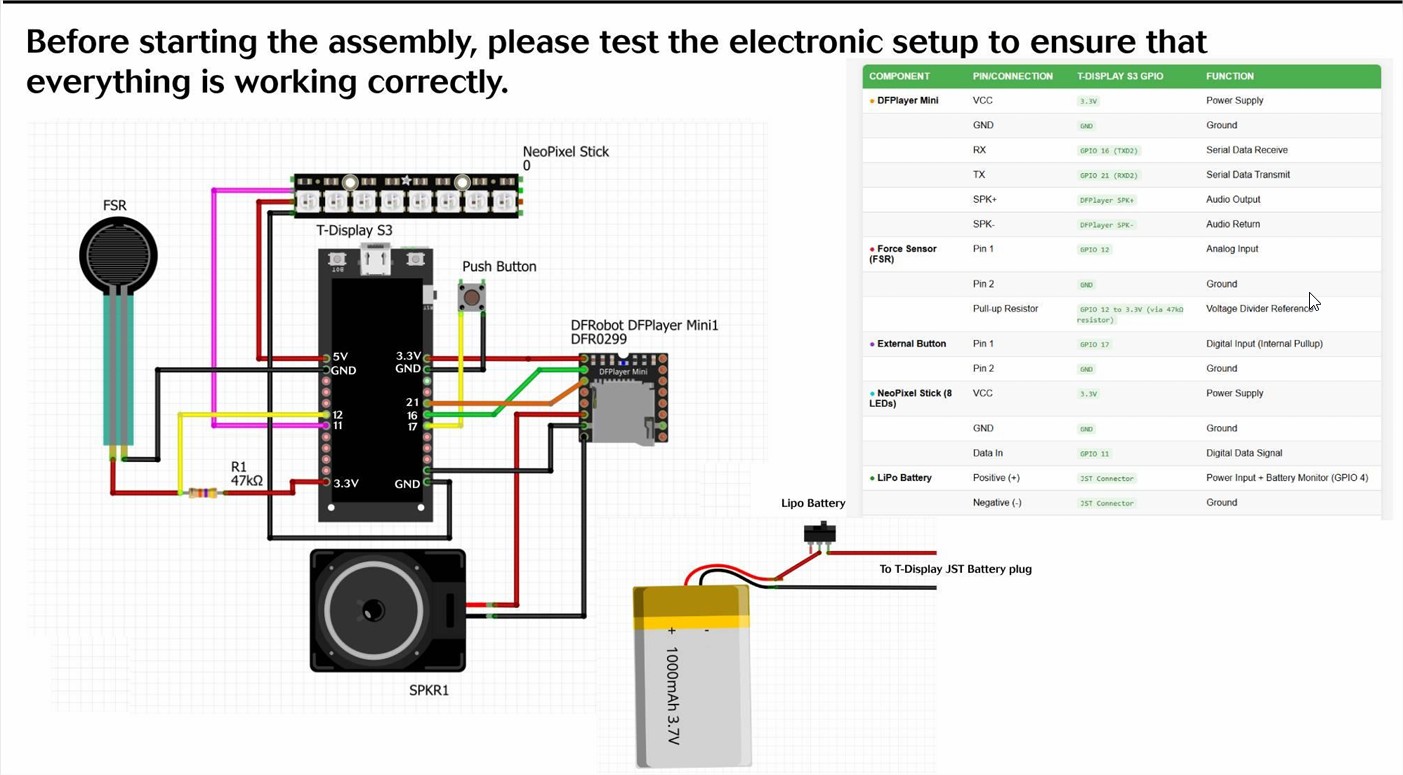 Before starting the assembly, please test the electronic setup to ensure that
everything is working correctly.
COMPONENT PIN/CONNECTION T-DISPLAY S3 GPIO FUNCTION
DFPlayer Mini VCC 3.3V Power Supply
GND GND Ground
RX GPIO 16 (TXD2) Serial Data Receive
TX GPIO 21 (RXD2) Serial Data Transmit
SPK+ DFPlayer SPK+ Audio Output
SPK- DFPlayer SPK- Audio Return
Force Sensor Pin 1 GPIO 12 Analog Input
(FSR)
Pin 2 GND Ground
Pull-up Resistor GPIO 12 to 3.3V (via 47kΩ Voltage Divider Reference
resistor)
External Button Pin 1 GPIO 17 Digital Input (Internal Pullup)
Pin 2 GND Ground
NeoPixel Stick (8 VCC 3.3V Power Supply
LEDs)
GND GND Ground
Data In GPIO 11 Digital Data Signal
LiPo Battery Positive (+) JST Connector Power Input + Battery Monitor (GPIO 4)
Negative (-) JST Connector Ground
NeoPixel Stick
0
FSR
T-Display S3
Push Button
DFRobot DFPlayer Mini1
DFR0299
DFPlayer Mini
5V 3.3V
GND GND
21
12 16
11 17
R1
47kΩ
3.3V GND
SPKR1
Lipo Battery
To T-Display JST Battery plug
+ -
1000mAh 3.7V